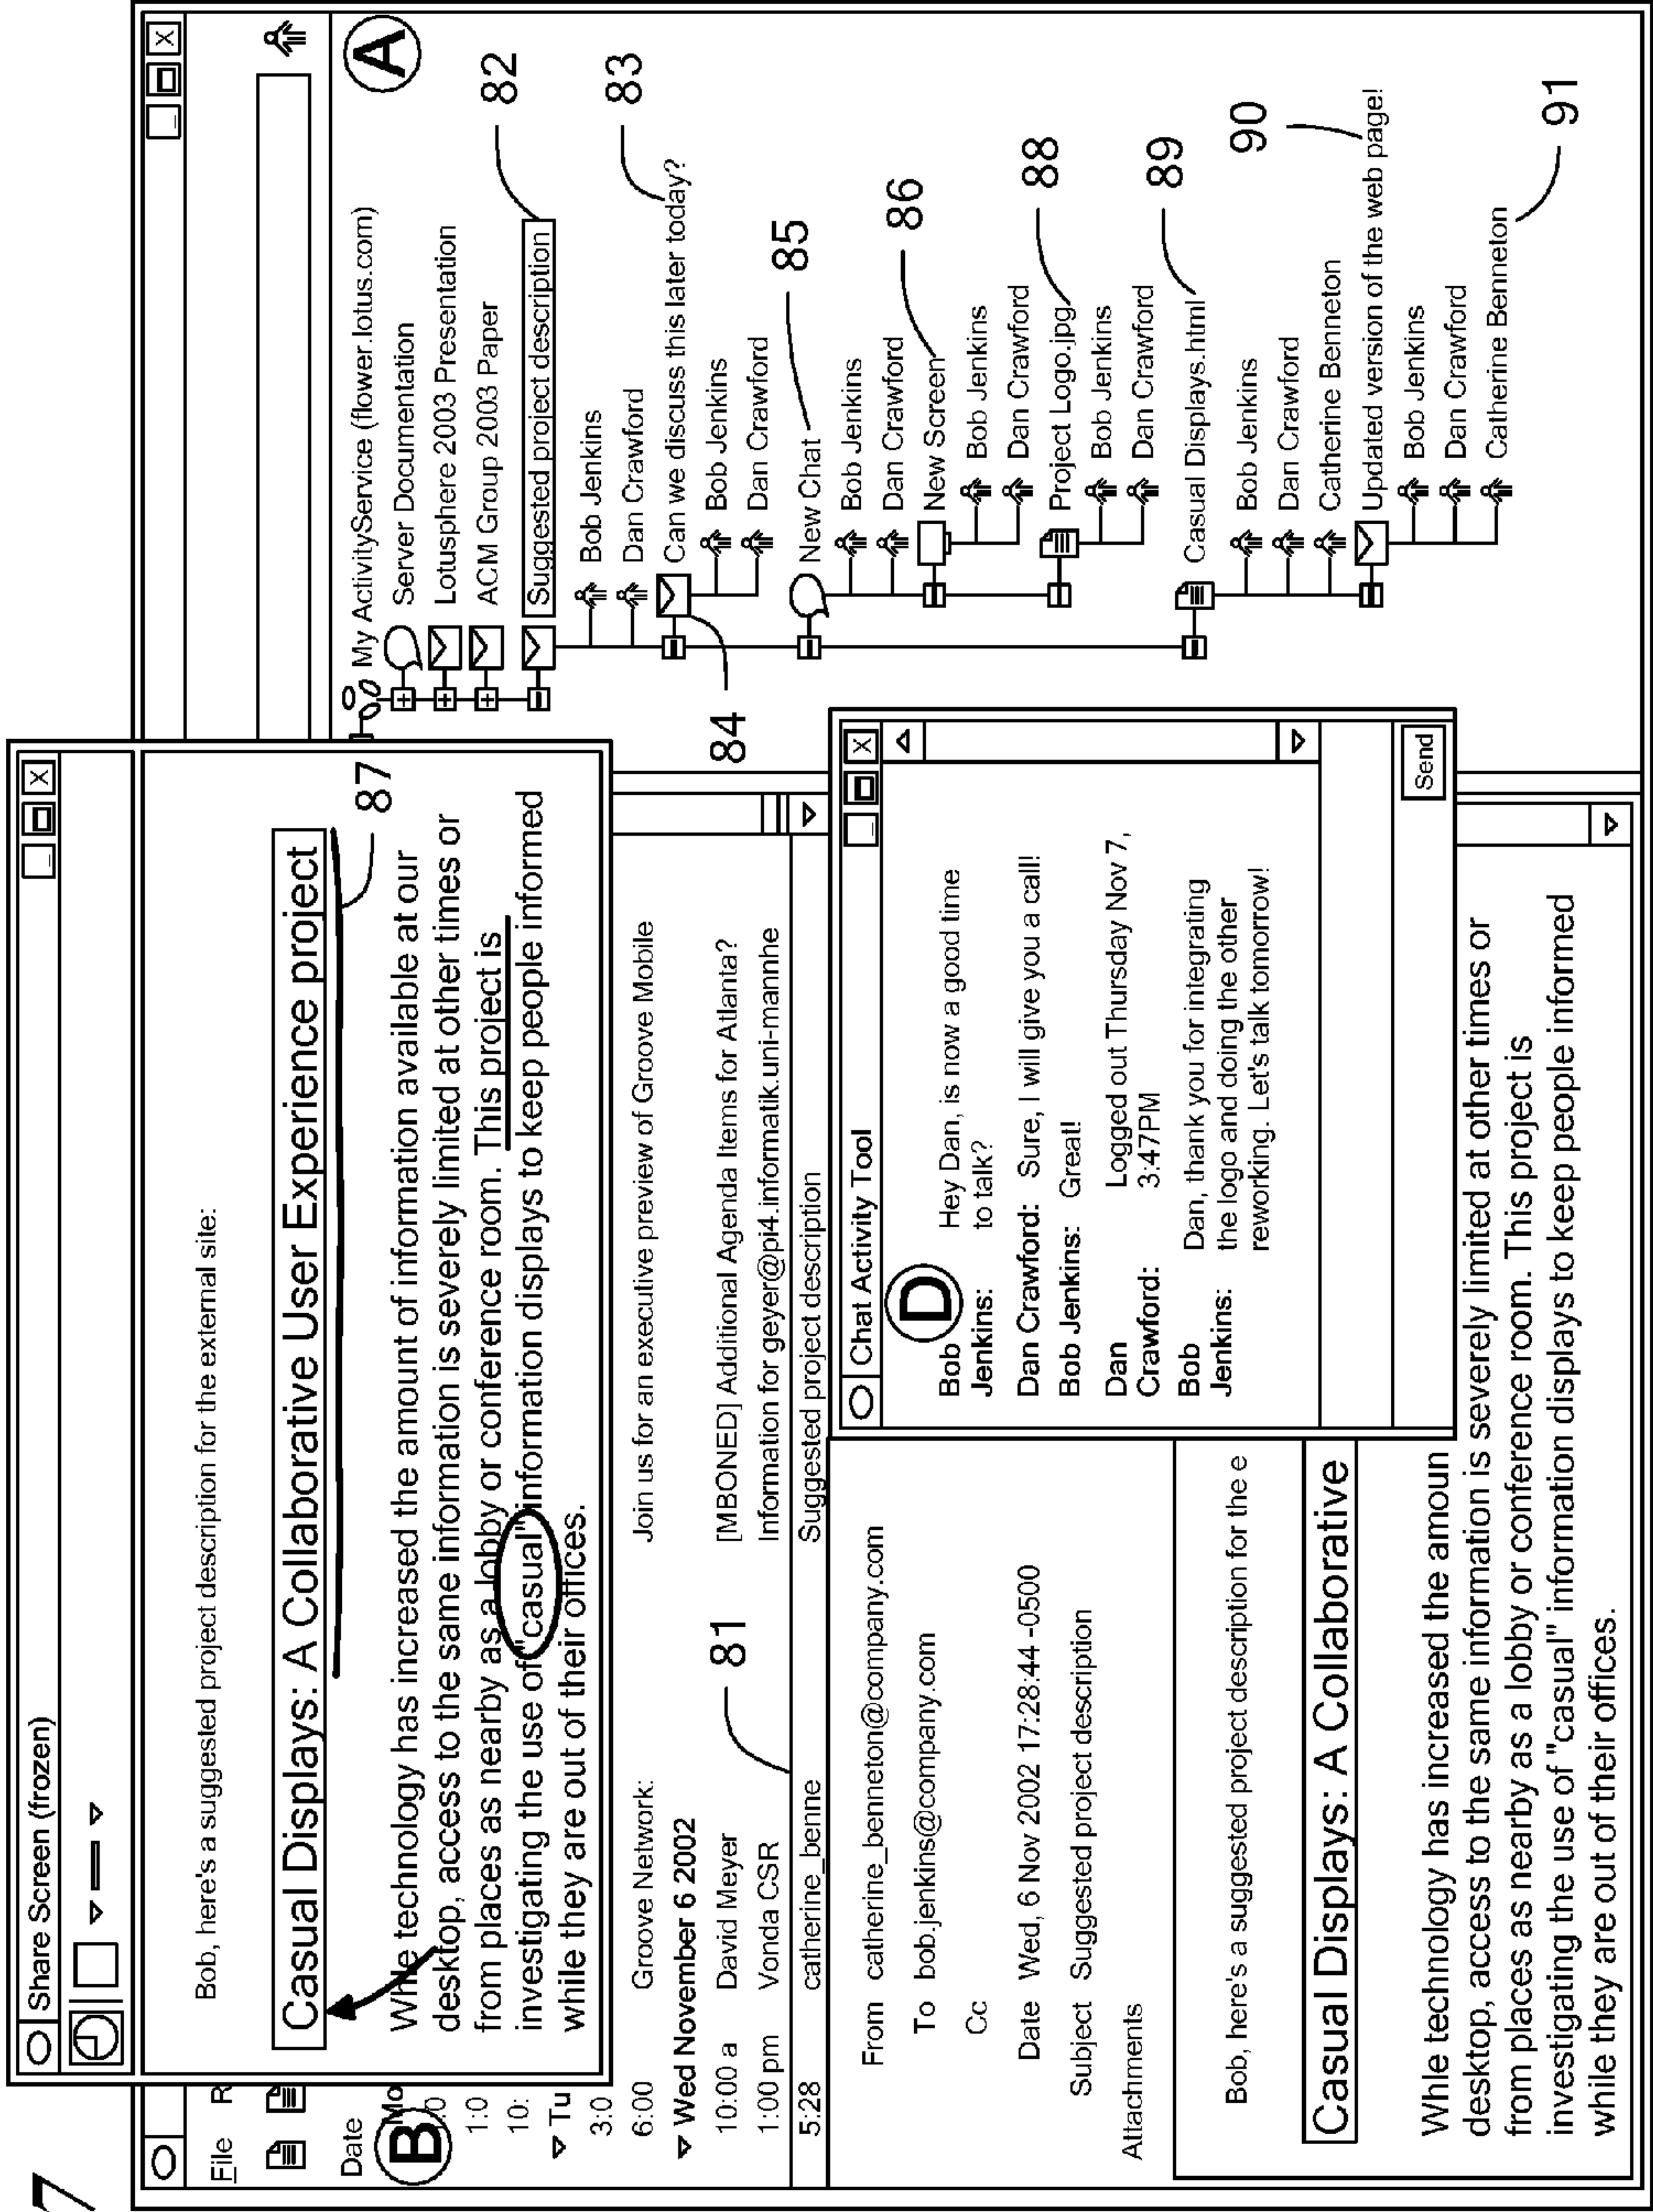 7
Share Screen (frozen)
Bob, here's a suggested project description for the external site:
Casual Displays: A Collaborative User Experience project
While technology has increased the amount of information available at our
desktop, access to the same information is severely limited at other times or
from places as nearby as a lobby or conference room. This project is
investigating the use of "casual" information displays to keep people informed
while they are out of their offices.
87
File R
Date
B
Mo
0
1:0
10:
Tu
3:0
6:00 Groove Network: Join us for an executive preview of Groove Mobile
Wed November 6 2002
10:00 a David Meyer [MBONED] Additional Agenda Items for Atlanta?
1:00 pm Vonda CSR Information for geyer@pi4.informatik.uni-mannhe
5:28 catherine_benne Suggested project description
81
From catherine_benneton@company.com
To bob.jenkins@company.com
Cc
Date Wed, 6 Nov 2002 17:28:44 -0500
Subject Suggested project description
Attachments
Bob, here's a suggested project description for the e
Casual Displays: A Collaborative
While technology has increased the amoun
desktop, access to the same information is severely limited at other times or
from places as nearby as a lobby or conference room. This project is
investigating the use of "casual" information displays to keep people informed
while they are out of their offices.
Chat Activity Tool
D
Bob Jenkins: Hey Dan, is now a good time
to talk?
Dan Crawford: Sure, I will give you a call!
Bob Jenkins: Great!
Dan Logged out Thursday Nov 7,
Crawford: 3:47PM
Bob Dan, thank you for integrating
Jenkins: the logo and doing the other
reworking. Let's talk tomorrow!
Send
A
My ActivityService (flower.lotus.com)
Server Documentation
Lotusphere 2003 Presentation
ACM Group 2003 Paper
Suggested project description
82
Bob Jenkins
Dan Crawford
Can we discuss this later today?
83
84
Bob Jenkins
Dan Crawford
New Chat
85
Bob Jenkins
Dan Crawford
New Screen
86
Bob Jenkins
Dan Crawford
Project Logo.jpg
88
Bob Jenkins
Dan Crawford
Casual Displays.html
89
Bob Jenkins
Dan Crawford
Catherine Benneton
Updated version of the web page!
90
Bob Jenkins
Dan Crawford
Catherine Benneton
91